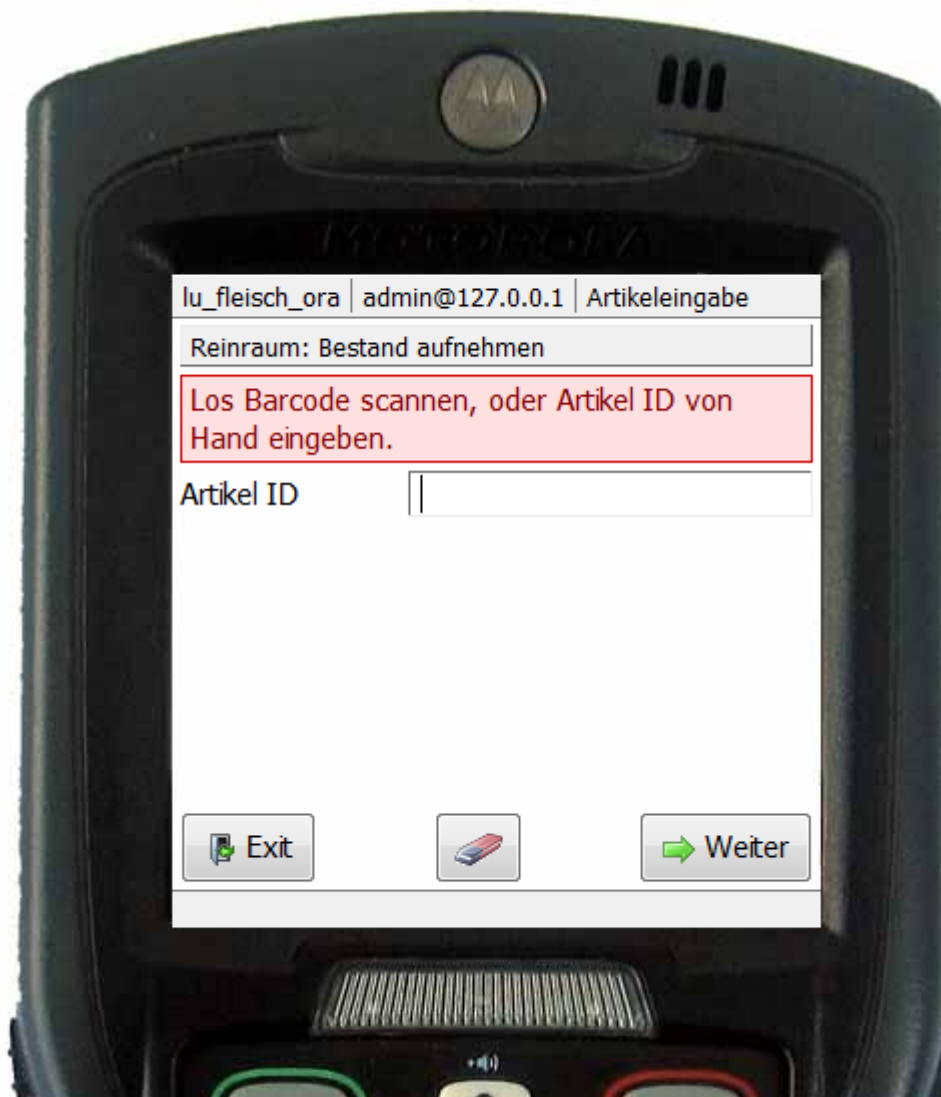 MOTOROLA
lu_fleisch_ora admin@127.0.0.1 Artikeleingabe
Reinraum: Bestand aufnehmen
Los Barcode scannen, oder Artikel ID von
Hand eingeben.
Artikel ID
Exit Weiter